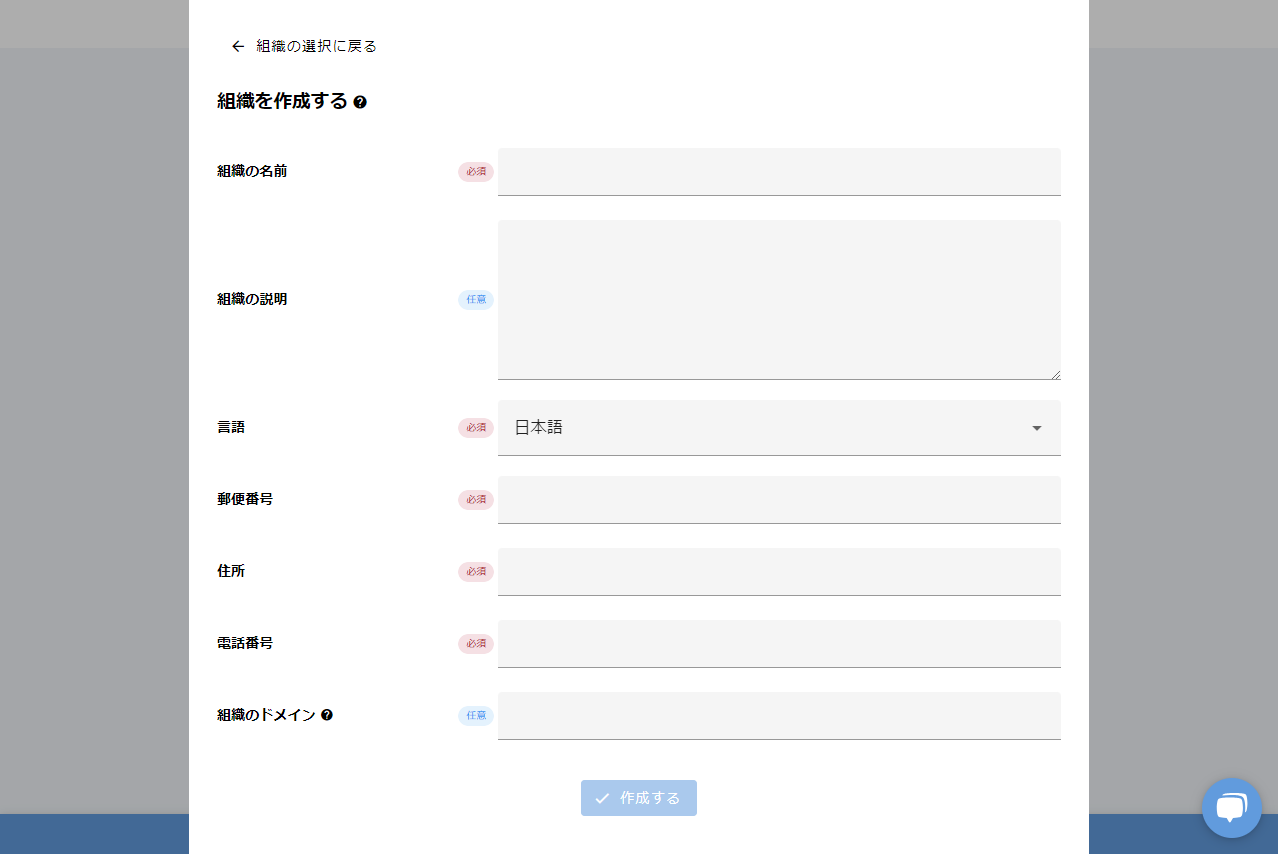 組織の選択に戻る
組織を作成する
組織の名前 必須
組織の説明 任意
言語 必須 日本語
郵便番号 必須
住所 必須
電話番号 必須
組織のドメイン 任意
作成する